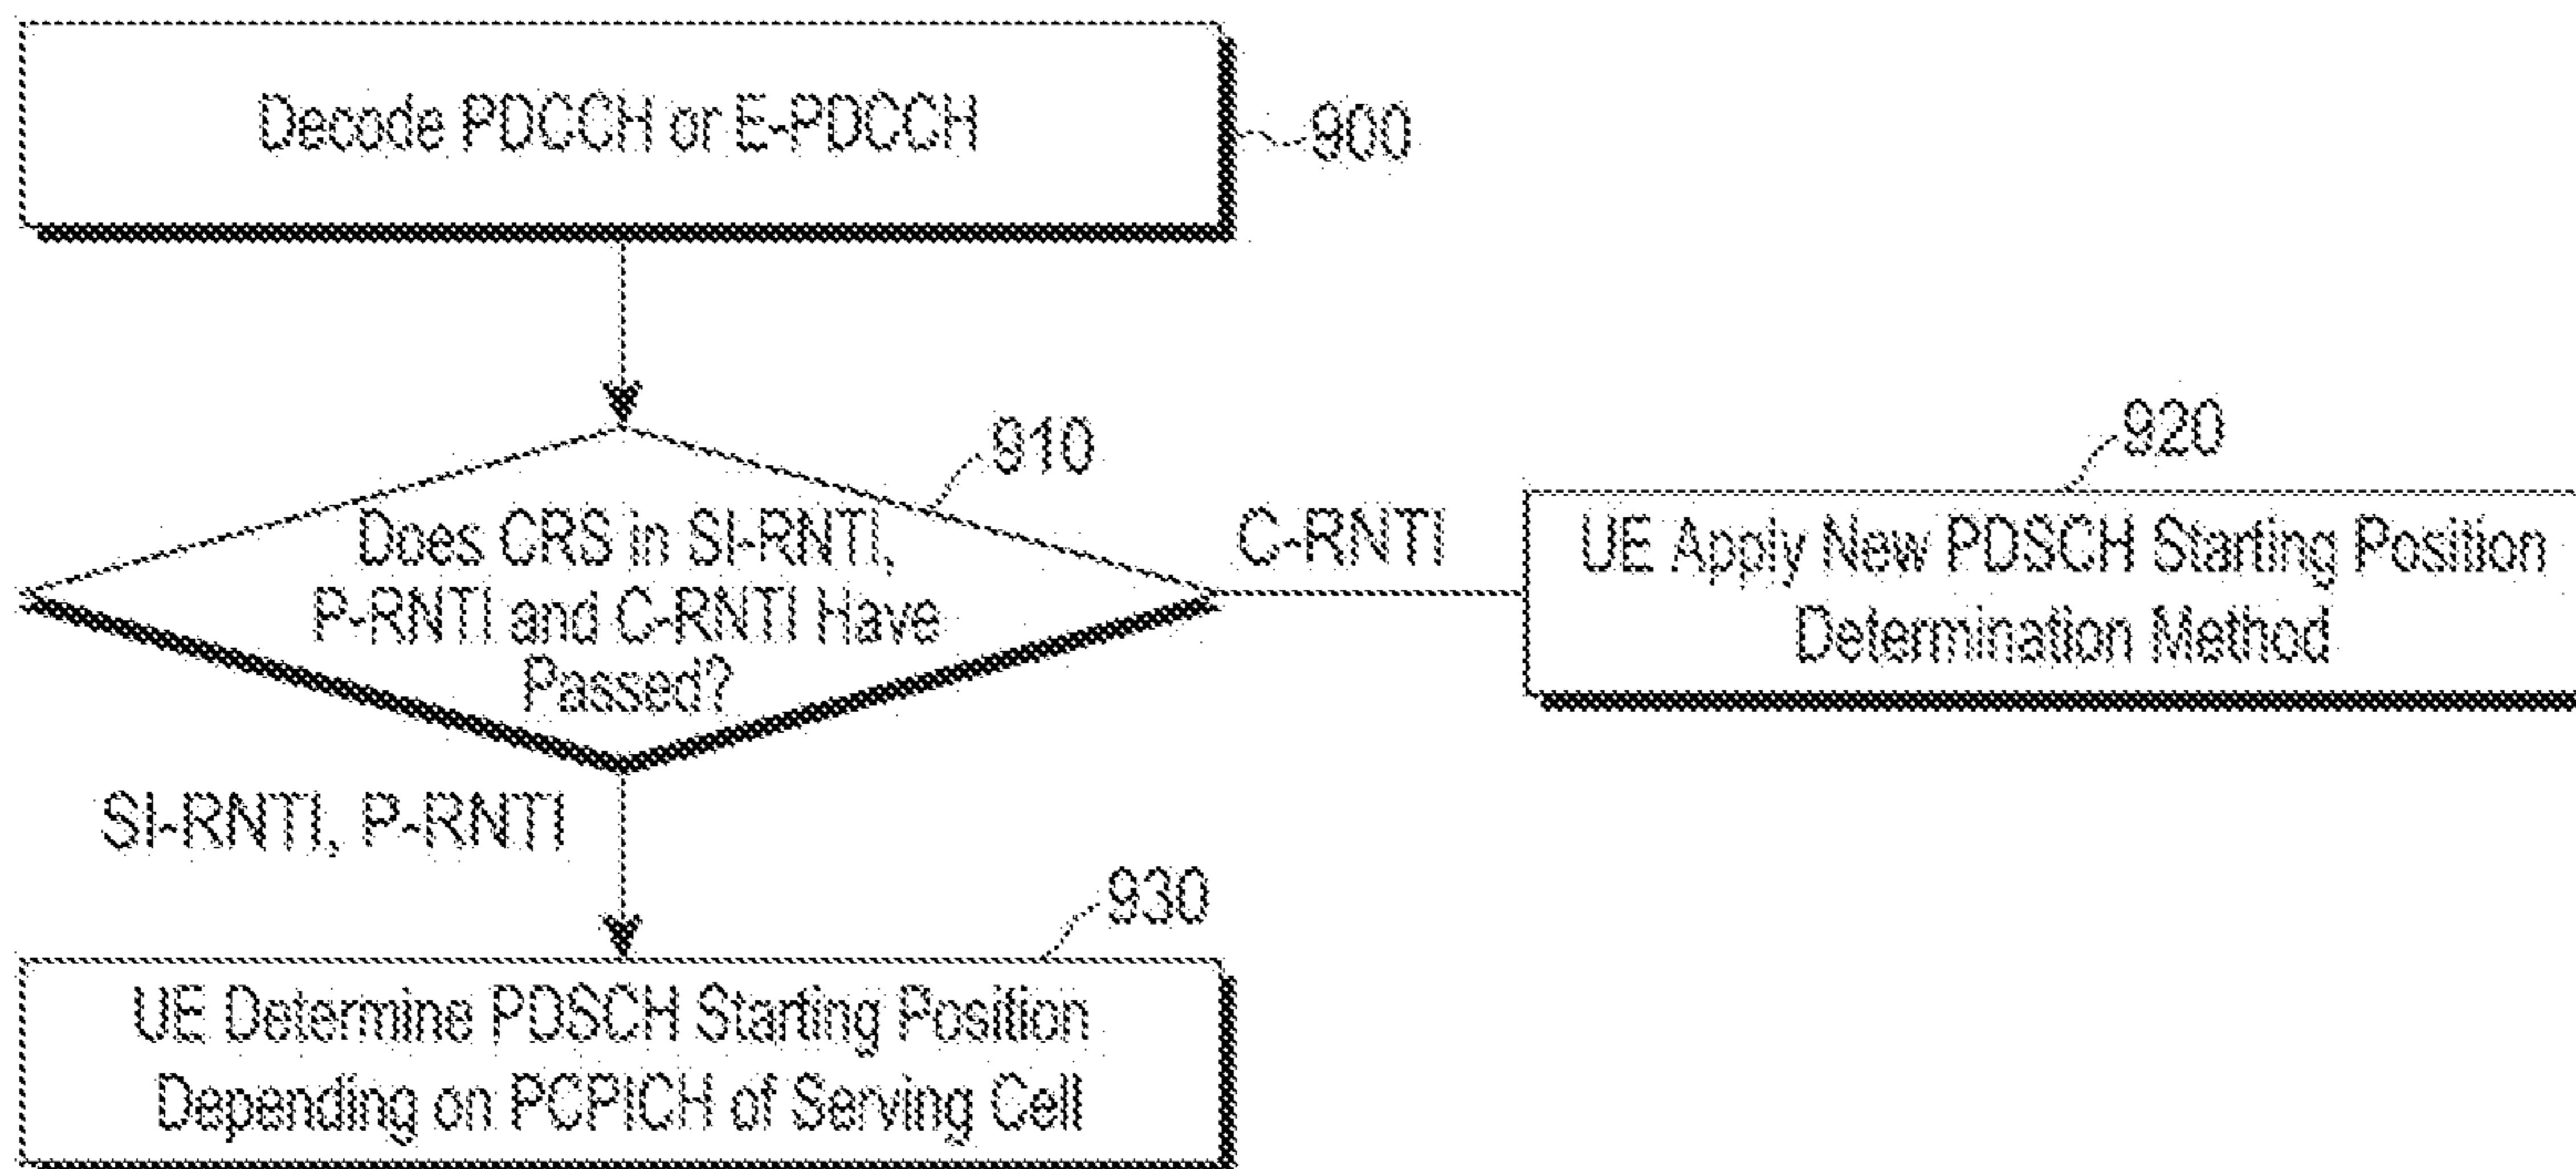 Decode PDCCH or E-PDCCH
900
910
Does CRS in SI-RNTI,
P-RNTI and C-RNTI Have
Passed?
C-RNTI
920
UE Apply New PDSCH Starting Position
Determination Method
SI-RNTI, P-RNTI
930
UE Determine PDSCH Starting Position
Depending on PCPICH of Serving Cell